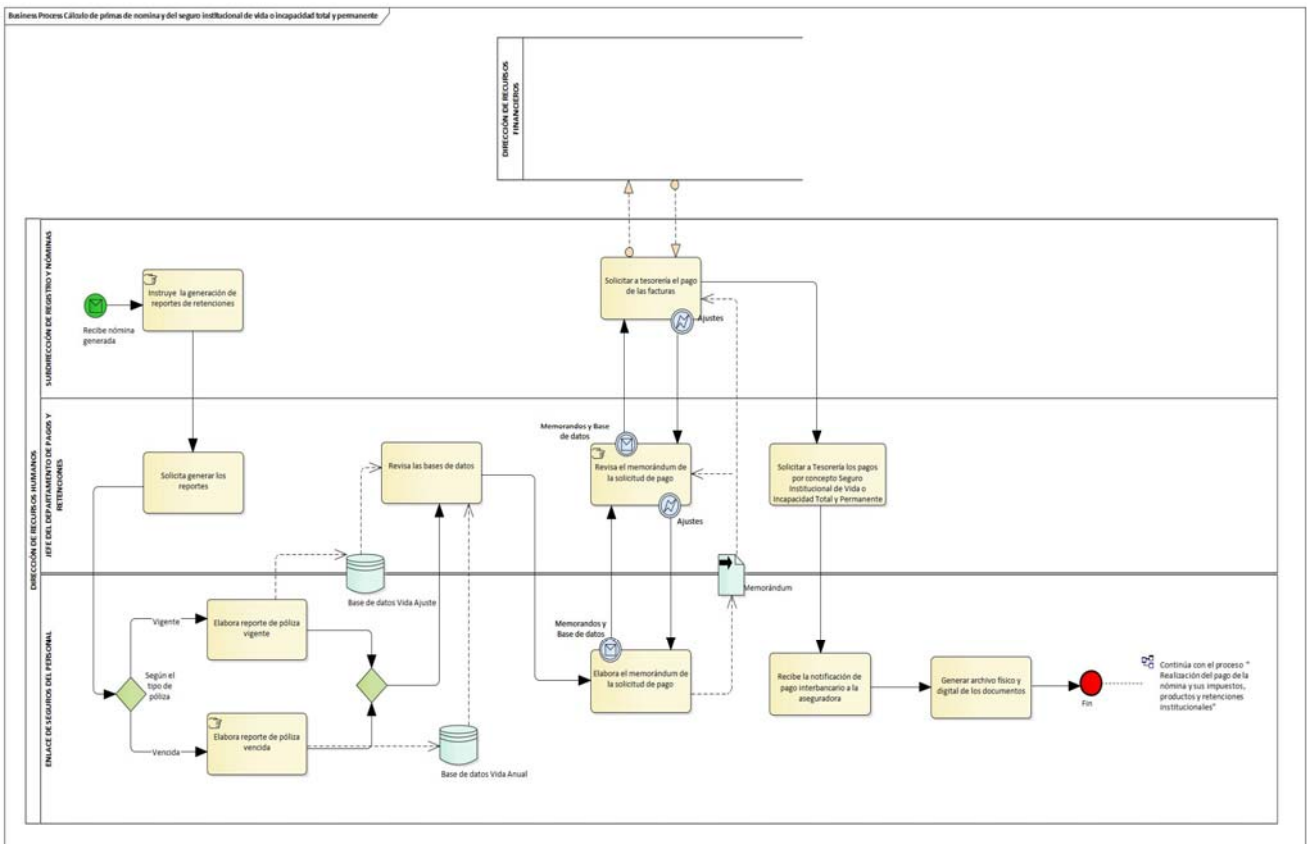 Business Process Cálculo de primas de nomina y del seguro institucional de vida o incapacidad total y permanente
DIRECCIÓN DE RECURSOS
FINANCIEROS
DIRECCIÓN DE RECURSOS HUMANOS
SUBDIRECCIÓN DE REGISTRO Y NÓMINAS
Recibe nómina
generada
Instruye la generación de
reportes de retenciones
Solicitar a tesorería el pago
de las facturas
Ajustes
JEFE DEL DEPARTAMENTO DE PAGOS Y
RETENCIONES
Solicita generar los
reportes
Revisa las bases de datos
Memorandos y Base
de datos
Revisa el memorándum de
la solicitud de pago
Ajustes
Solicitar a Tesorería los pagos
por concepto Seguro
Institucional de Vida o
Incapacidad Total y Permanente
Base de datos Vida Ajuste
Memorándum
ENLACE DE SEGUROS DEL PERSONAL
Según el
tipo de
póliza
Vigente
Elabora reporte de póliza
vigente
Vencida
Elabora reporte de póliza
vencida
Base de datos Vida Anual
Memorandos y
Base de datos
Elabora el memorándum de
la solicitud de pago
Recibe la notificación de
pago interbancario a la
aseguradora
Generar archivo físico y
digital de los documentos
Fin
Continúa con el proceso "
Realización del pago de la
nómina y sus impuestos,
productos y retenciones
institucionales"